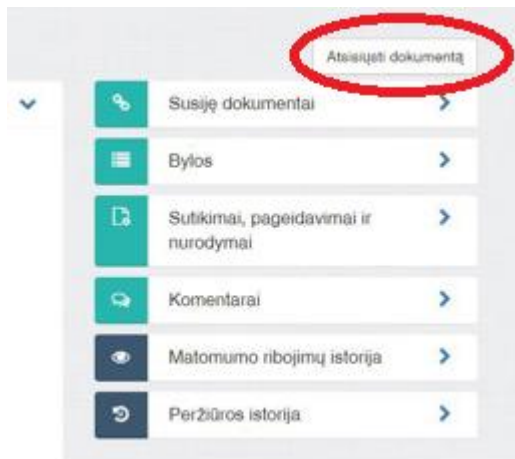 Atsisiųsti dokumentą
Susiję dokumentai
Bylos
Sutikimai, pageidavimai ir
nurodymai
Komentarai
Matomumo ribojimų istorija
Peržiūros istorija